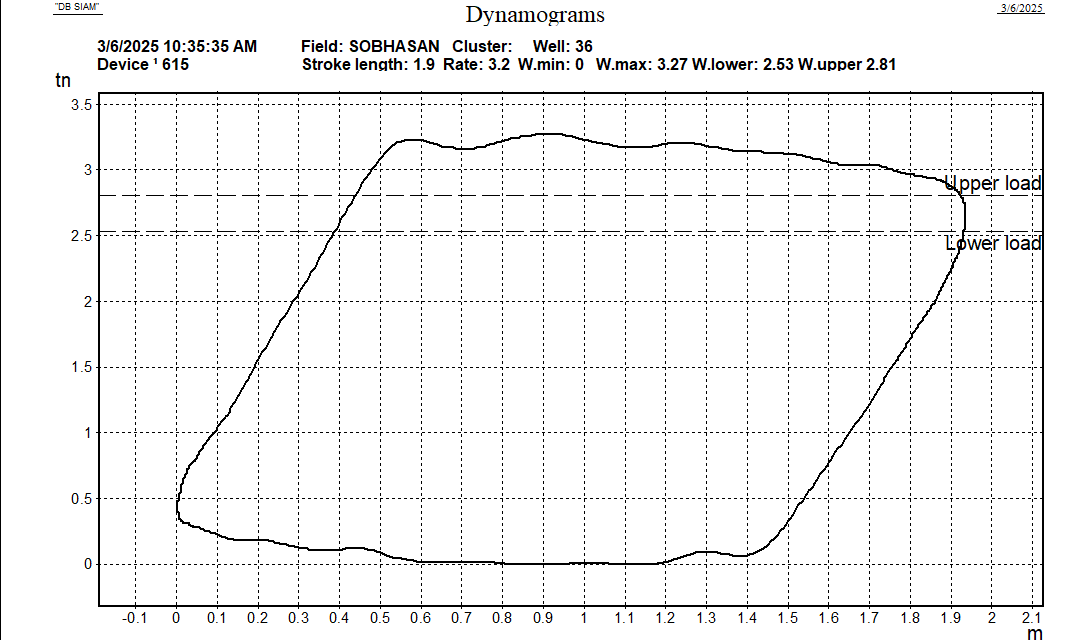 "DB SIAM"
Dynamograms
3/6/2025
3/6/2025 10:35:35 AM Field: SOBHASAN Cluster: Well: 36
Device ¹ 615 Stroke length: 1.9 Rate: 3.2 W.min: 0 W.max: 3.27 W.lower: 2.53 W.upper 2.81
tn
3.5
3
Upper load
2.5
Lower load
2
1.5
1
0.5
0
-0.1 0 0.1 0.2 0.3 0.4 0.5 0.6 0.7 0.8 0.9 1 1.1 1.2 1.3 1.4 1.5 1.6 1.7 1.8 1.9 2 2.1
m